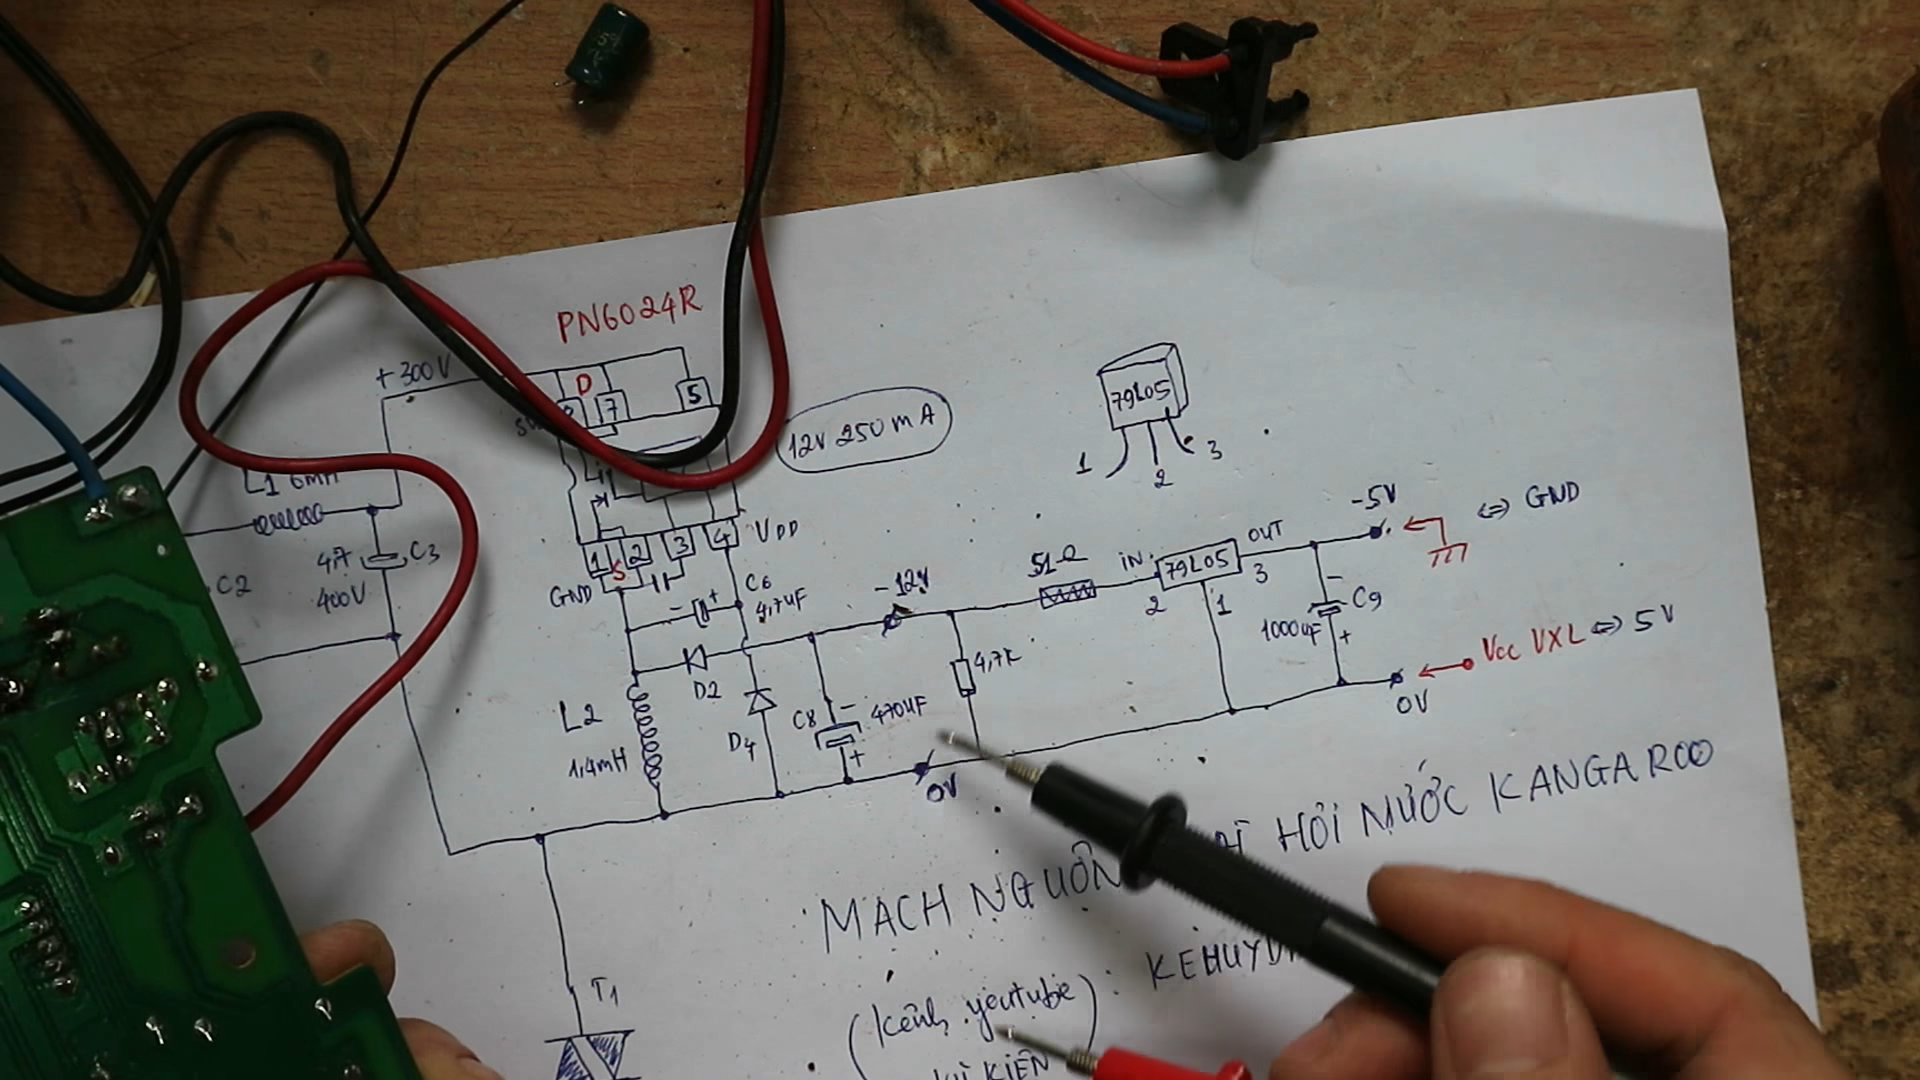 PN6024R
+300V
D
7
5
12V 250mA
79L05
1
2
3
L1 6mH
C3
4,7
400V
C2
1
S
2
3
4
VDD
GND
-
+
C6
4,7UF
-12V
51Ω
IN
79L05
OUT
2
1
3
-5V
⇔ GND
-
C9
1000UF
+
VCC VXL ⇔ 5V
0V
D2
L2
1,4mH
D4
C8
-
470UF
+
4,7K
0V
T1
MẠCH NGUỒN
HỎI NƯỚC KANGAROO
(Kênh youtube) :
KIẾN